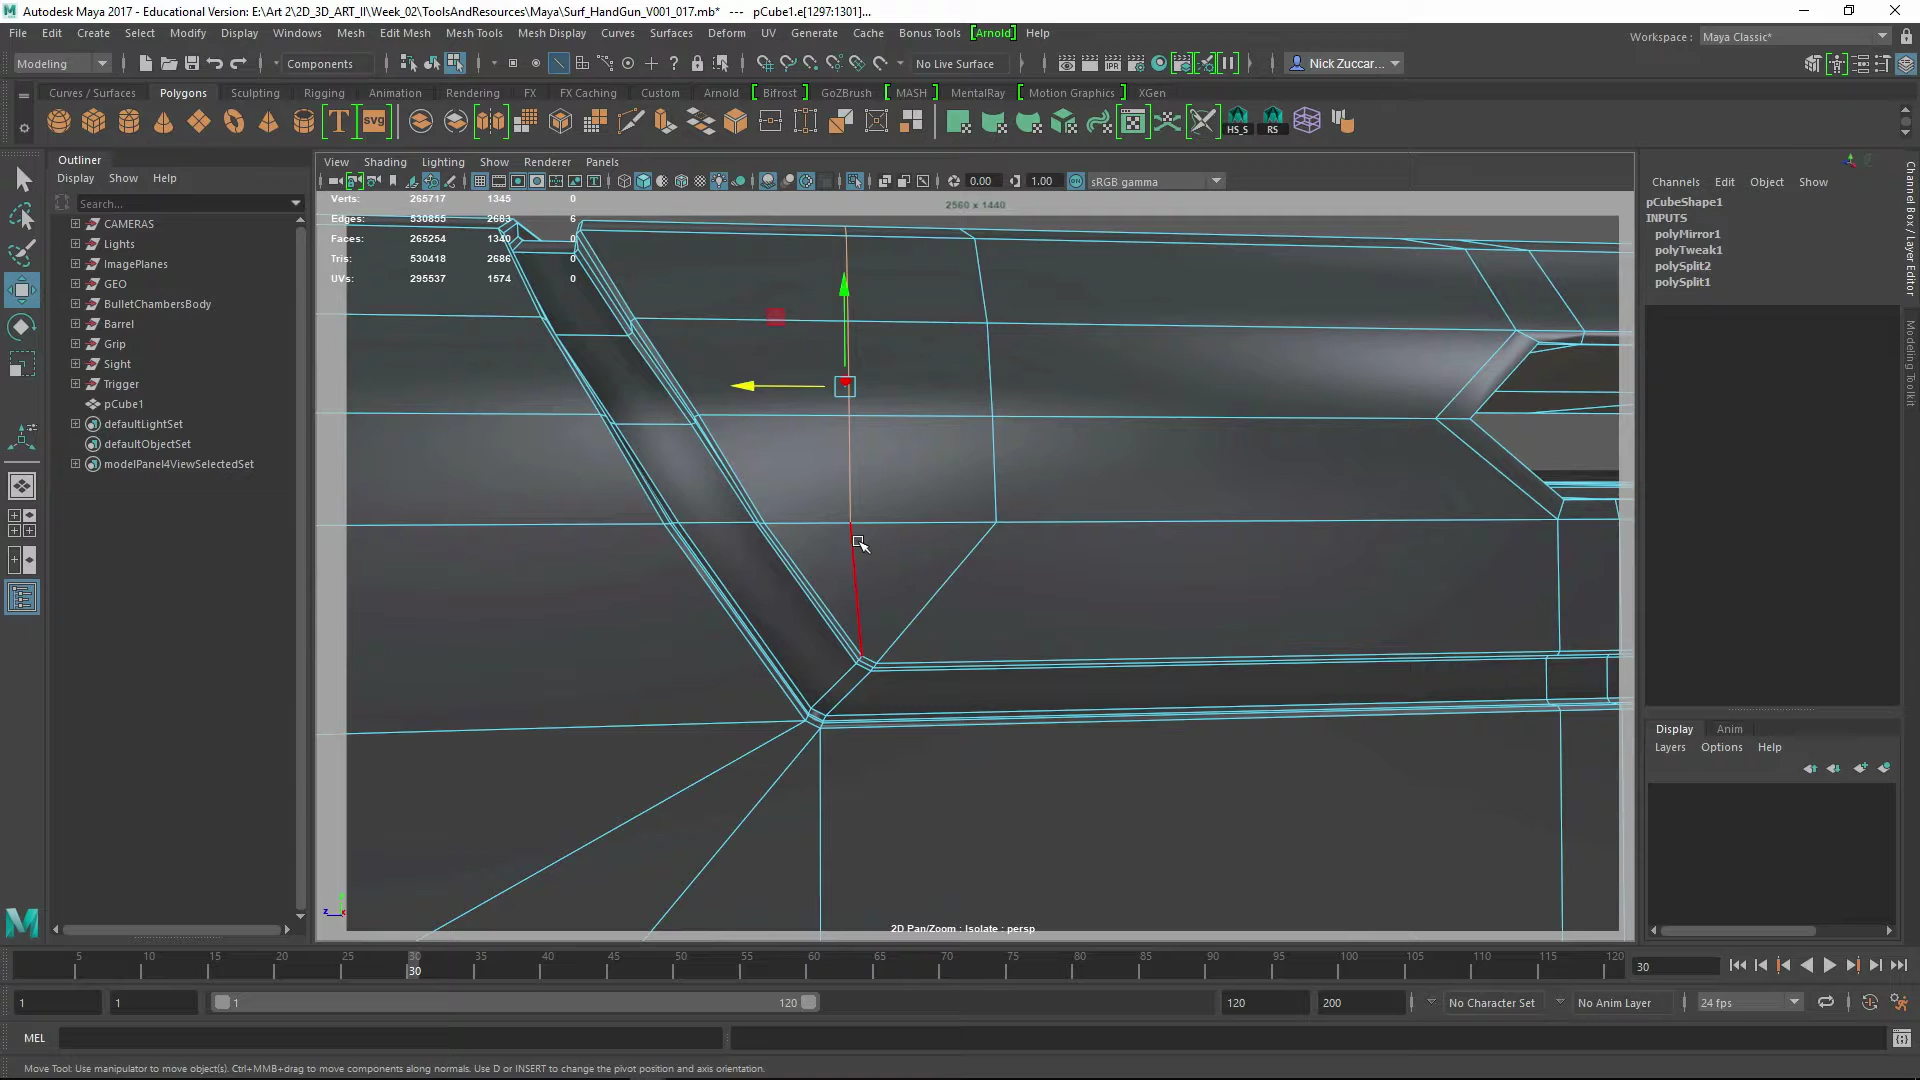 Autodesk Maya 2017 - Educational Version: E:\Art 2\2D_3D_ART_II\Week_02\ToolsAndResources\Maya\Surf_HandGun_V001_017.mb* --- pCube1.e[1297:1301]...
File Edit Create Select Modify Display Windows Mesh Edit Mesh Mesh Tools Mesh Display Curves Surfaces Deform UV Generate Cache Bonus Tools [Arnold] Help
Workspace : Maya Classic*
Modeling Components No Live Surface Nick Zuccar...
Curves / Surfaces Polygons Sculpting Rigging Animation Rendering FX FX Caching Custom Arnold Bifrost GoZBrush MASH MentalRay Motion Graphics XGen
T svg HS_S RS
Outliner
Display Show Help
Search...
CAMERAS
Lights
ImagePlanes
GEO
BulletChambersBody
Barrel
Grip
Sight
Trigger
pCube1
defaultLightSet
defaultObjectSet
modelPanel4ViewSelectedSet
View Shading Lighting Show Renderer Panels
0.00 1.00 sRGB gamma
Verts: 265717 1345 0
Edges: 530855 2683 6
Faces: 265254 1340 0
Tris: 530418 2686 0
UVs: 295537 1574 0
2560 x 1440
2D Pan/Zoom : Isolate : persp
Channels Edit Object Show
pCubeShape1
INPUTS
polyMirror1
polyTweak1
polySplit2
polySplit1
Channel Box / Layer Editor
Modeling Toolkit
Display Anim
Layers Options Help
5 10 15 20 25 30 35 40 45 50 55 60 65 70 75 80 85 90 95 100 105 110 115 120
30
30
1 1 1 120 120 200 No Character Set No Anim Layer 24 fps
MEL
Move Tool: Use manipulator to move object(s). Ctrl+MMB+drag to move components along normals. Use D or INSERT to change the pivot position and axis orientation.